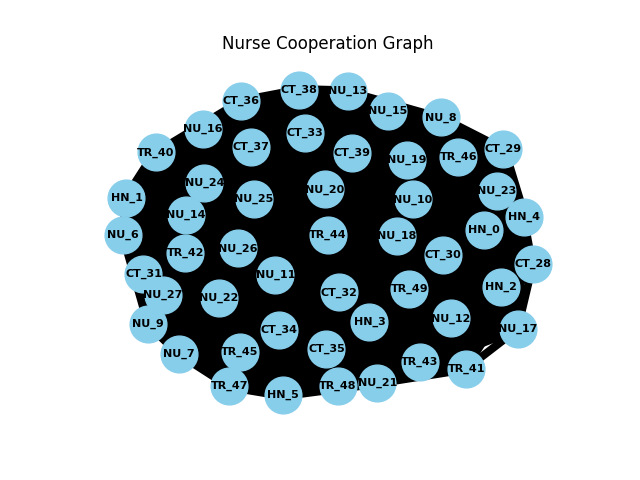 Nurse Cooperation Graph
CT_38
NU_13
CT_36
NU_15
NU_8
NU_16
CT_33
CT_37
CT_29
TR_40
CT_39
TR_46
NU_19
NU_24
NU_20
NU_23
HN_1
NU_25
NU_10
NU_14
HN_4
HN_0
NU_6
TR_44
NU_18
NU_26
TR_42
CT_30
CT_28
CT_31
NU_11
HN_2
TR_49
CT_32
NU_27
NU_22
NU_12
HN_3
NU_9
NU_17
CT_34
CT_35
TR_45
NU_7
TR_43
TR_41
NU_21
TR_47
TR_48
HN_5